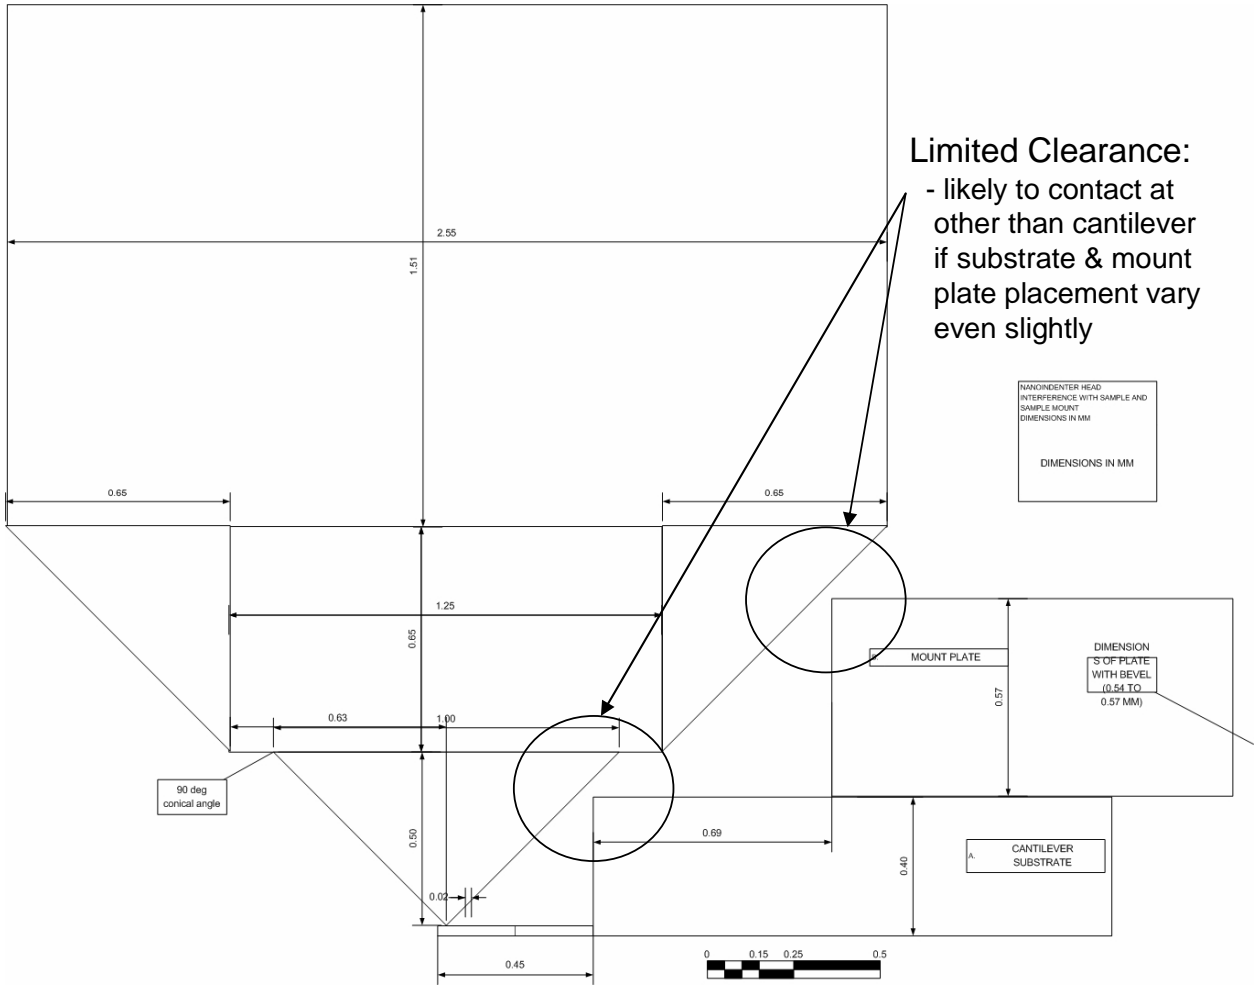 Limited Clearance:
- likely to contact at
other than cantilever
if substrate & mount
plate placement vary
even slightly
2.55
1.51
NANOINDENTER HEAD
INTERFERENCE WITH SAMPLE AND
SAMPLE MOUNT
DIMENSIONS IN MM
DIMENSIONS IN MM
0.65
0.65
1.25
0.65
MOUNT PLATE
DIMENSION
S OF PLATE
WITH BEVEL
(0.54 TO
0.57 MM)
0.57
0.63
1.00
90 deg
conical angle
0.50
0.69
0.40
A.
CANTILEVER
SUBSTRATE
0.02
0.45
0 0.15 0.25 0.5